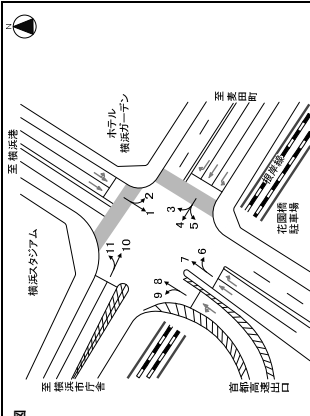 N
至横浜港
ホテル
横浜ガーデン
至麦田町
横浜スタジアム
1
2
3
4
5
根岸線
花園橋
駐車場
11
10
9
8
7
6
至横浜市庁舎
首都高速出口
図